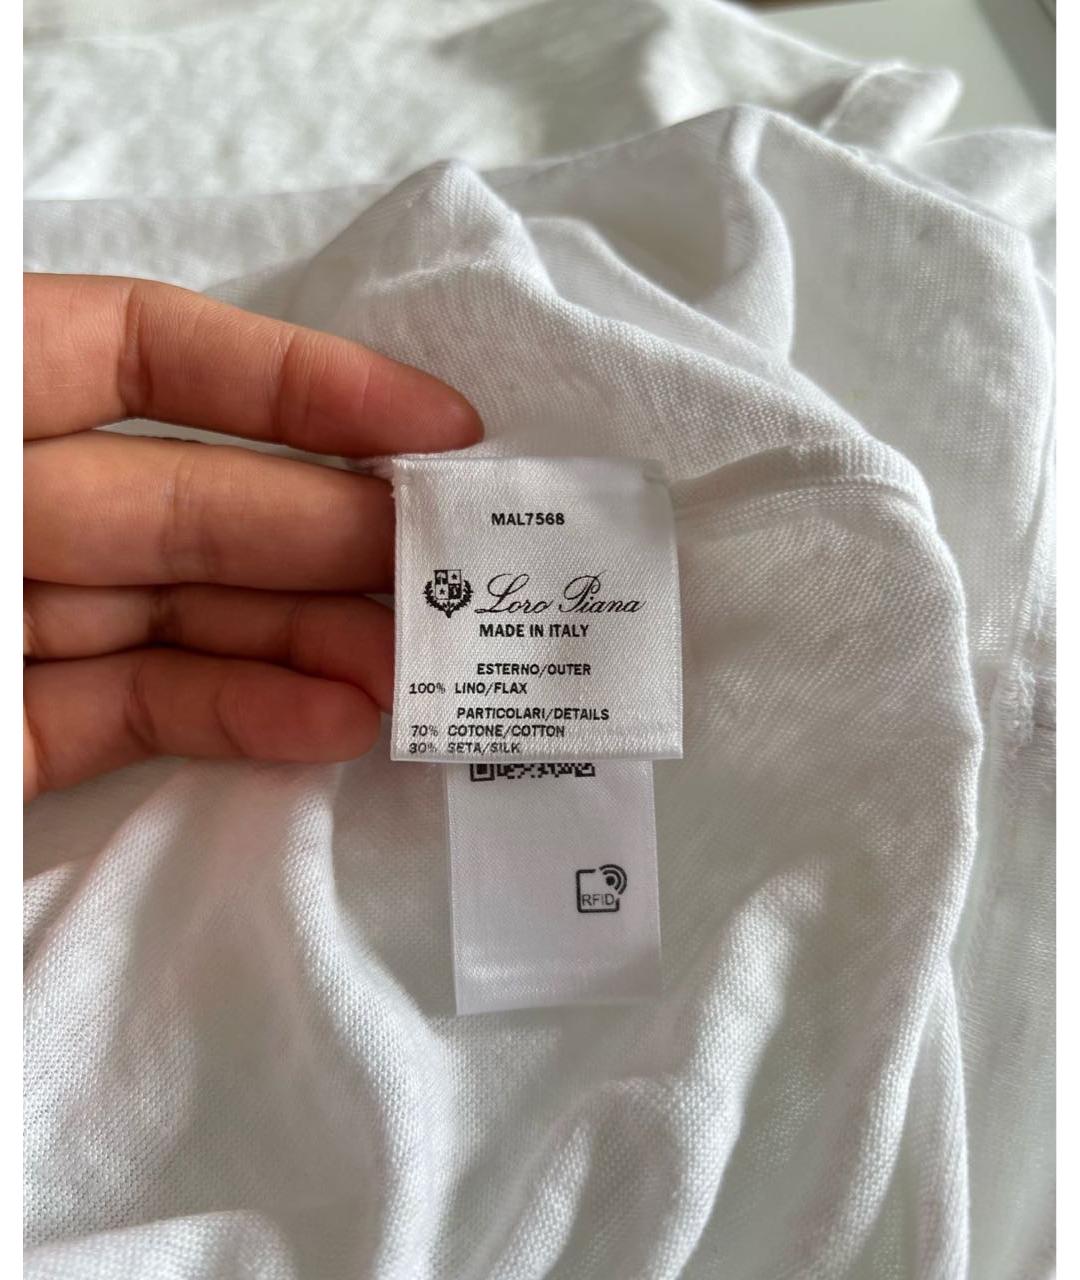 MAL7568
Loro Piana
MADE IN ITALY
ESTERNO/OUTER
100% LINO/FLAX
PARTICOLARI/DETAILS
70% COTONE/COTTON
30% SETA/SILK
RFID